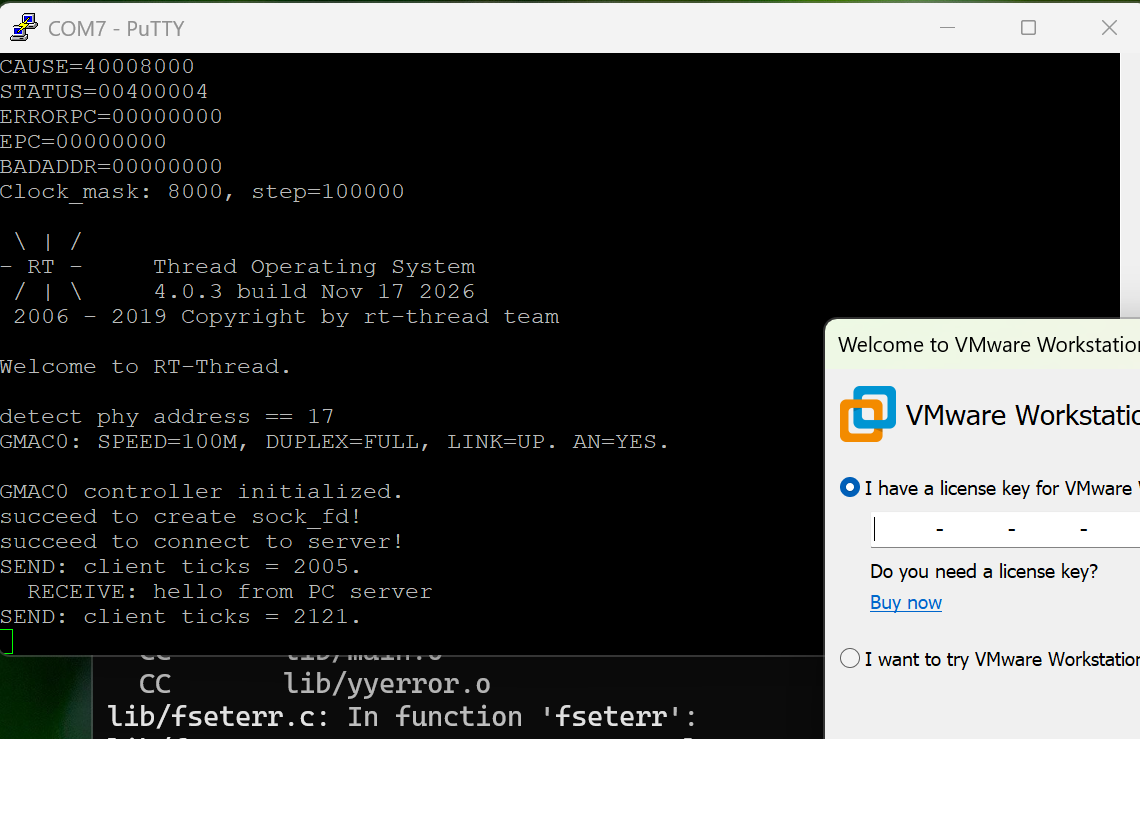 COM7 - PuTTY
CAUSE=40008000
STATUS=00400004
ERRORPC=00000000
EPC=00000000
BADADDR=00000000
Clock_mask: 8000, step=100000
\ | /
- RT -     Thread Operating System
/ | \     4.0.3 build Nov 17 2026
2006 - 2019 Copyright by rt-thread team
Welcome to RT-Thread.
detect phy address == 17
GMAC0: SPEED=100M, DUPLEX=FULL, LINK=UP. AN=YES.
GMAC0 controller initialized.
succeed to create sock_fd!
succeed to connect to server!
SEND: client ticks = 2005.
RECEIVE: hello from PC server
SEND: client ticks = 2121.
CC     lib/main.o
CC     lib/yyerror.o
lib/fseterr.c: In function 'fseterr':
Welcome to VMware Workstation
VMware Workstatio
I have a license key for VMware
- - -
Do you need a license key?
Buy now
I want to try VMware Workstation